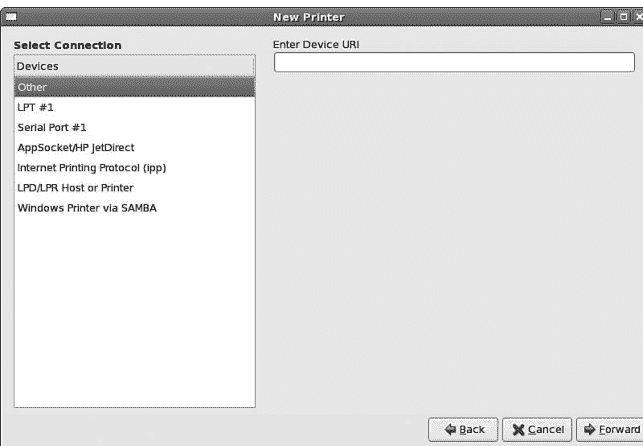 New Printer
Select Connection
Devices
Other
LPT #1
Serial Port #1
AppSocket/HP JetDirect
Internet Printing Protocol (ipp)
LPD/LPR Host or Printer
Windows Printer via SAMBA
Enter Device URI
Back
Cancel
Forward